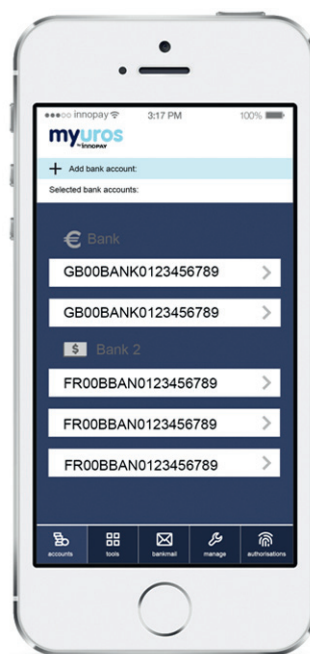 innopay 3:17 PM 100%
myuros
by INNOPAY
+ Add bank account:
Selected bank accounts:
€ Bank
GB00BANK0123456789
GB00BANK0123456789
$ Bank 2
FR00BBAN0123456789
FR00BBAN0123456789
FR00BBAN0123456789
accounts tools bankmail manage authorisations